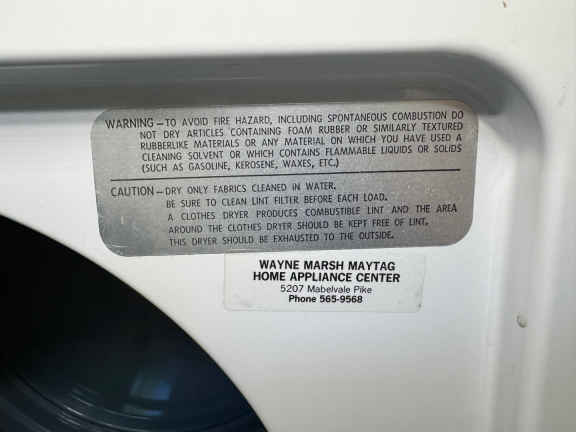 WARNING – TO AVOID FIRE HAZARD, INCLUDING SPONTANEOUS COMBUSTION DO
NOT DRY ARTICLES CONTAINING FOAM RUBBER OR SIMILARLY TEXTURED
RUBBERLIKE MATERIALS OR ANY MATERIAL ON WHICH YOU HAVE USED A
CLEANING SOLVENT OR WHICH CONTAINS FLAMMABLE LIQUIDS OR SOLIDS
(SUCH AS GASOLINE, KEROSENE, WAXES, ETC.)
CAUTION – DRY ONLY FABRICS CLEANED IN WATER.
BE SURE TO CLEAN LINT FILTER BEFORE EACH LOAD.
A CLOTHES DRYER PRODUCES COMBUSTIBLE LINT AND THE AREA
AROUND THE CLOTHES DRYER SHOULD BE KEPT FREE OF LINT.
THIS DRYER SHOULD BE EXHAUSTED TO THE OUTSIDE.
WAYNE MARSH MAYTAG
HOME APPLIANCE CENTER
5207 Mabelvale Pike
Phone 565-9568